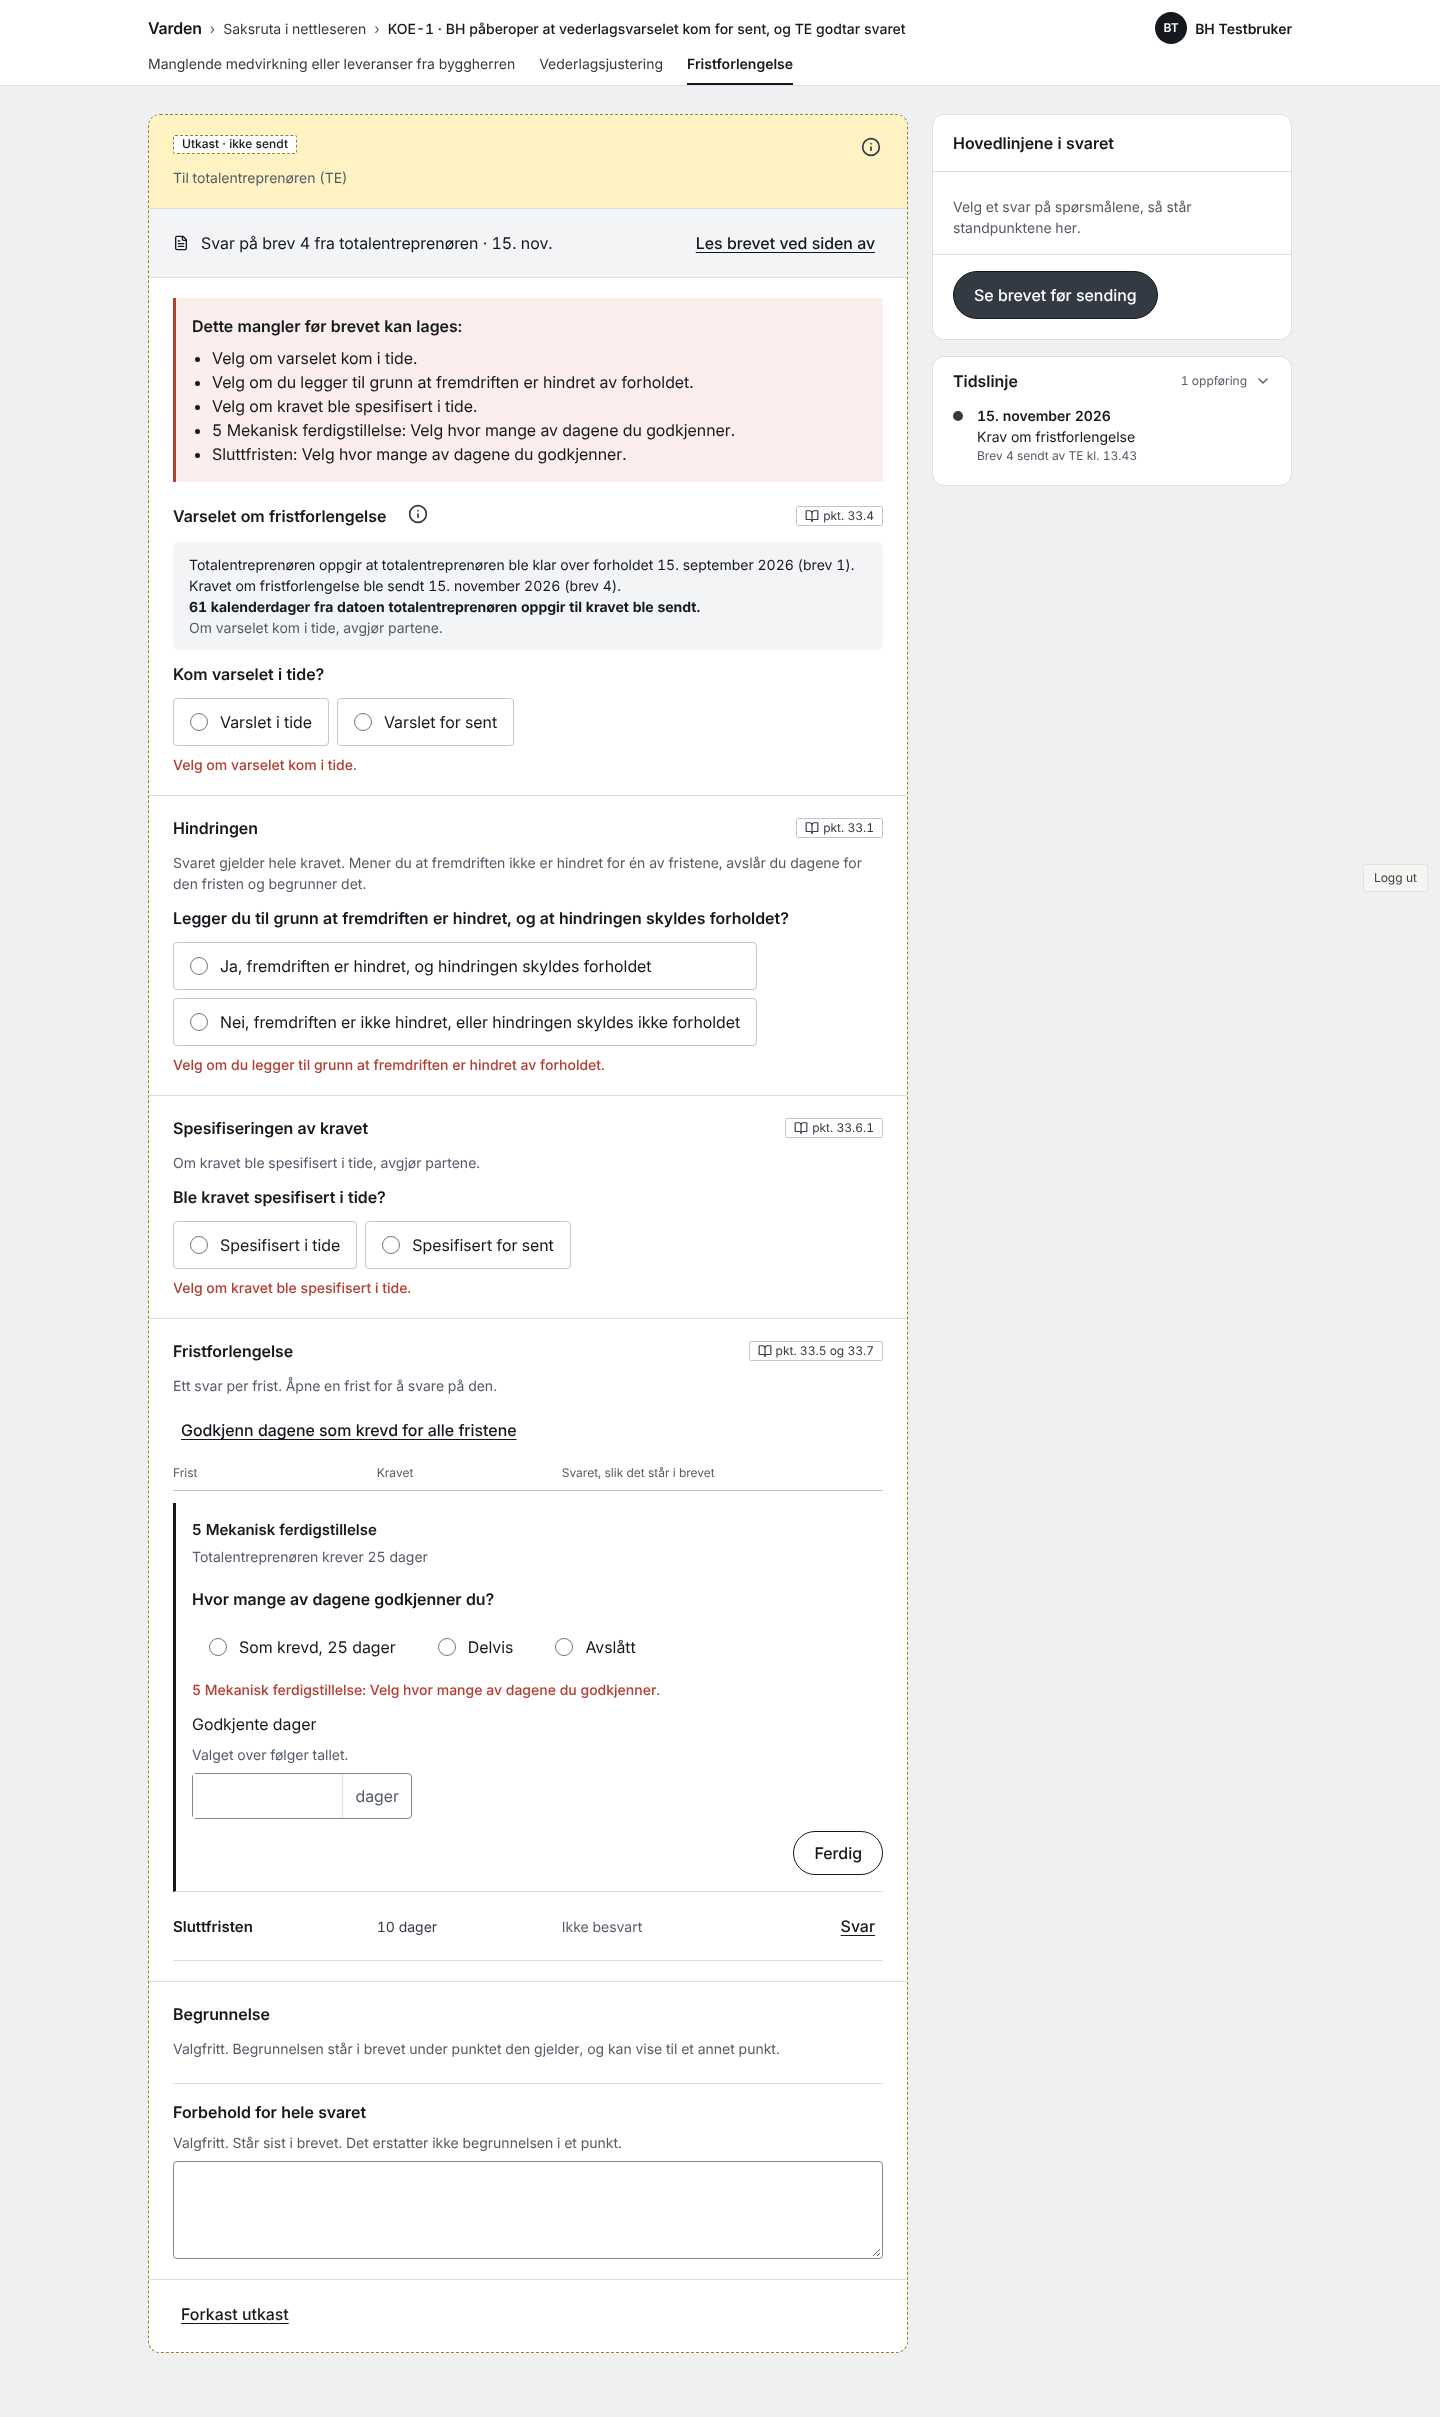 Varden › Saksruta i nettleseren › KOE-1 · BH påberoper at vederlagsvarselet kom for sent, og TE godtar svaret
BT BH Testbruker
Manglende medvirkning eller leveranser fra byggherren Vederlagsjustering Fristforlengelse
Utkast · ikke sendt
Til totalentreprenøren (TE)
Svar på brev 4 fra totalentreprenøren · 15. nov. Les brevet ved siden av
Dette mangler før brevet kan lages:
• Velg om varselet kom i tide.
• Velg om du legger til grunn at fremdriften er hindret av forholdet.
• Velg om kravet ble spesifisert i tide.
• 5 Mekanisk ferdigstillelse: Velg hvor mange av dagene du godkjenner.
• Sluttfristen: Velg hvor mange av dagene du godkjenner.
Varselet om fristforlengelse pkt. 33.4
Totalentreprenøren oppgir at totalentreprenøren ble klar over forholdet 15. september 2026 (brev 1).
Kravet om fristforlengelse ble sendt 15. november 2026 (brev 4).
61 kalenderdager fra datoen totalentreprenøren oppgir til kravet ble sendt.
Om varselet kom i tide, avgjør partene.
Kom varselet i tide?
Varslet i tide Varslet for sent
Velg om varselet kom i tide.
Hindringen pkt. 33.1
Svaret gjelder hele kravet. Mener du at fremdriften ikke er hindret for én av fristene, avslår du dagene for
den fristen og begrunner det.
Legger du til grunn at fremdriften er hindret, og at hindringen skyldes forholdet?
Ja, fremdriften er hindret, og hindringen skyldes forholdet
Nei, fremdriften er ikke hindret, eller hindringen skyldes ikke forholdet
Velg om du legger til grunn at fremdriften er hindret av forholdet.
Spesifiseringen av kravet pkt. 33.6.1
Om kravet ble spesifisert i tide, avgjør partene.
Ble kravet spesifisert i tide?
Spesifisert i tide Spesifisert for sent
Velg om kravet ble spesifisert i tide.
Fristforlengelse pkt. 33.5 og 33.7
Ett svar per frist. Åpne en frist for å svare på den.
Godkjenn dagene som krevd for alle fristene
Frist Kravet Svaret, slik det står i brevet
5 Mekanisk ferdigstillelse
Totalentreprenøren krever 25 dager
Hvor mange av dagene godkjenner du?
Som krevd, 25 dager Delvis Avslått
5 Mekanisk ferdigstillelse: Velg hvor mange av dagene du godkjenner.
Godkjente dager
Valget over følger tallet.
dager
Ferdig
Sluttfristen 10 dager Ikke besvart Svar
Begrunnelse
Valgfritt. Begrunnelsen står i brevet under punktet den gjelder, og kan vise til et annet punkt.
Forbehold for hele svaret
Valgfritt. Står sist i brevet. Det erstatter ikke begrunnelsen i et punkt.
Forkast utkast
Hovedlinjene i svaret
Velg et svar på spørsmålene, så står
standpunktene her.
Se brevet før sending
Tidslinje 1 oppføring
15. november 2026
Krav om fristforlengelse
Brev 4 sendt av TE kl. 13.43
Logg ut